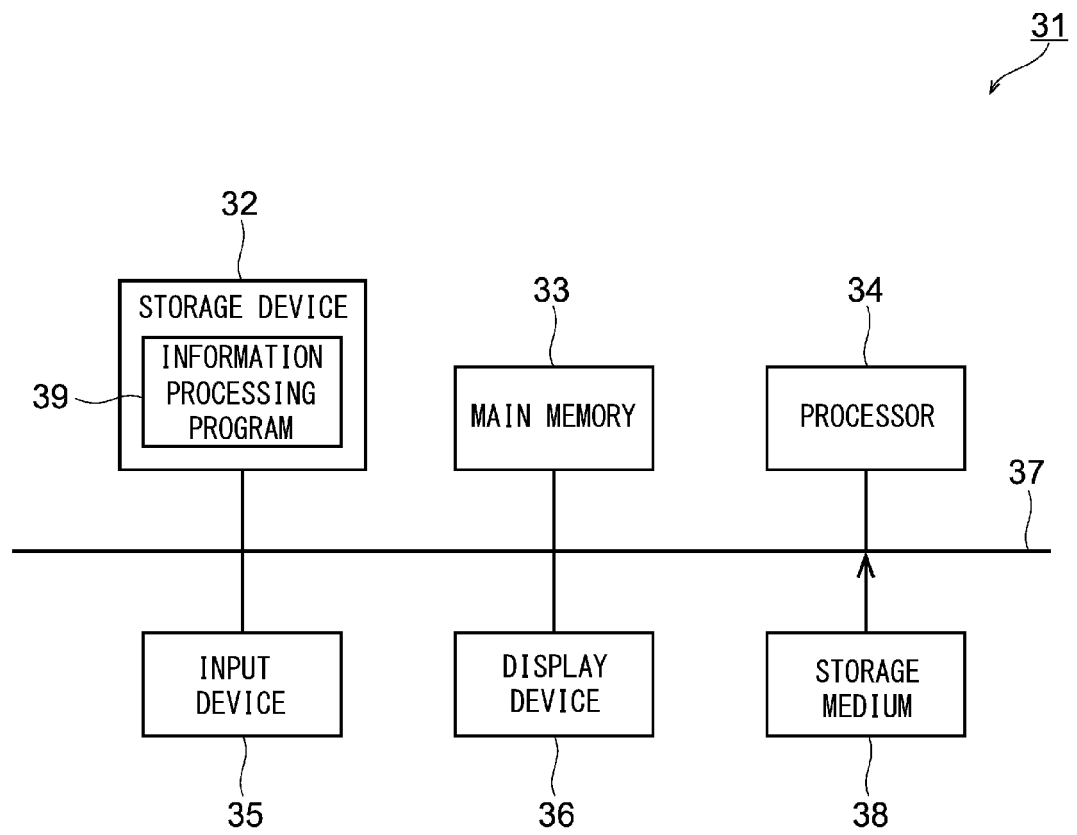 31
32
STORAGE DEVICE
INFORMATION
PROCESSING
PROGRAM
39
33
MAIN MEMORY
34
PROCESSOR
37
INPUT
DEVICE
35
DISPLAY
DEVICE
36
STORAGE
MEDIUM
38